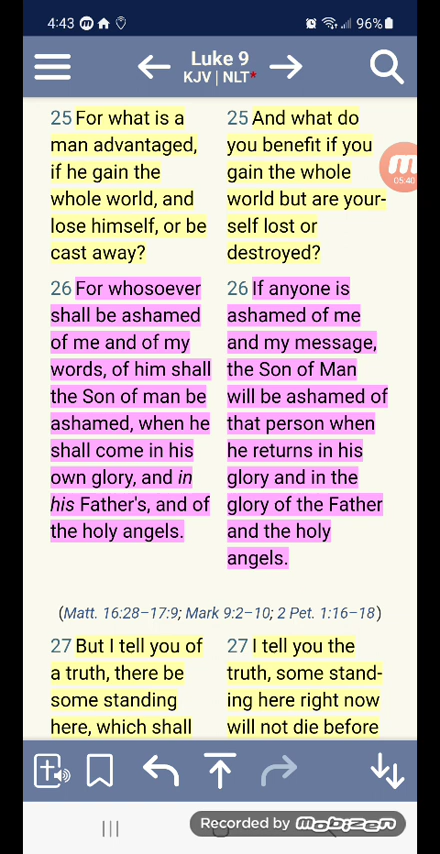 4:43
96%
Luke 9
KJV | NLT*
25 For what is a
man advantaged,
if he gain the
whole world, and
lose himself, or be
cast away?
25 And what do
you benefit if you
gain the whole
world but are your-
self lost or
destroyed?
05:40
26 For whosoever
shall be ashamed
of me and of my
words, of him shall
the Son of man be
ashamed, when he
shall come in his
own glory, and in
his Father's, and of
the holy angels.
26 If anyone is
ashamed of me
and my message,
the Son of Man
will be ashamed of
that person when
he returns in his
glory and in the
glory of the Father
and the holy
angels.
(Matt. 16:28–17:9; Mark 9:2–10; 2 Pet. 1:16–18)
27 But I tell you of
a truth, there be
some standing
here, which shall
27 I tell you the
truth, some stand-
ing here right now
will not die before
Recorded by mobizen